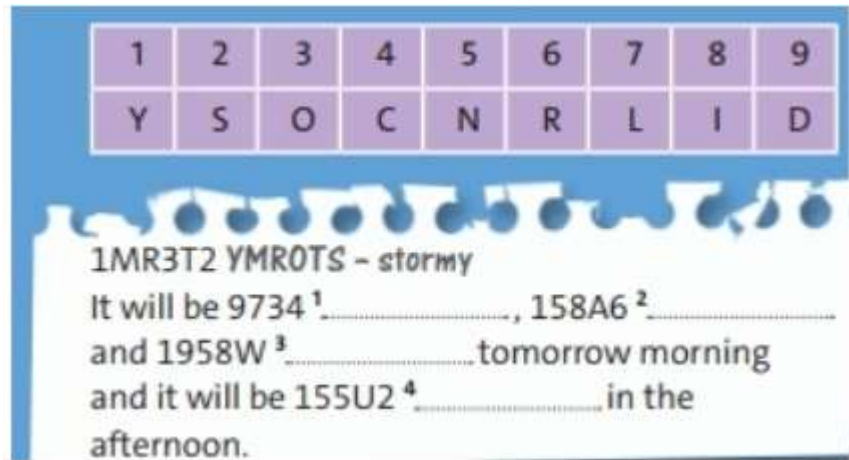 1 2 3 4 5 6 7 8 9
Y S O C N R L I D
1MR3T2 YMROTS – stormy
It will be 9734 ¹...................., 158A6 ²....................
and 1958W ³....................tomorrow morning
and it will be 155U2 ⁴....................in the
afternoon.